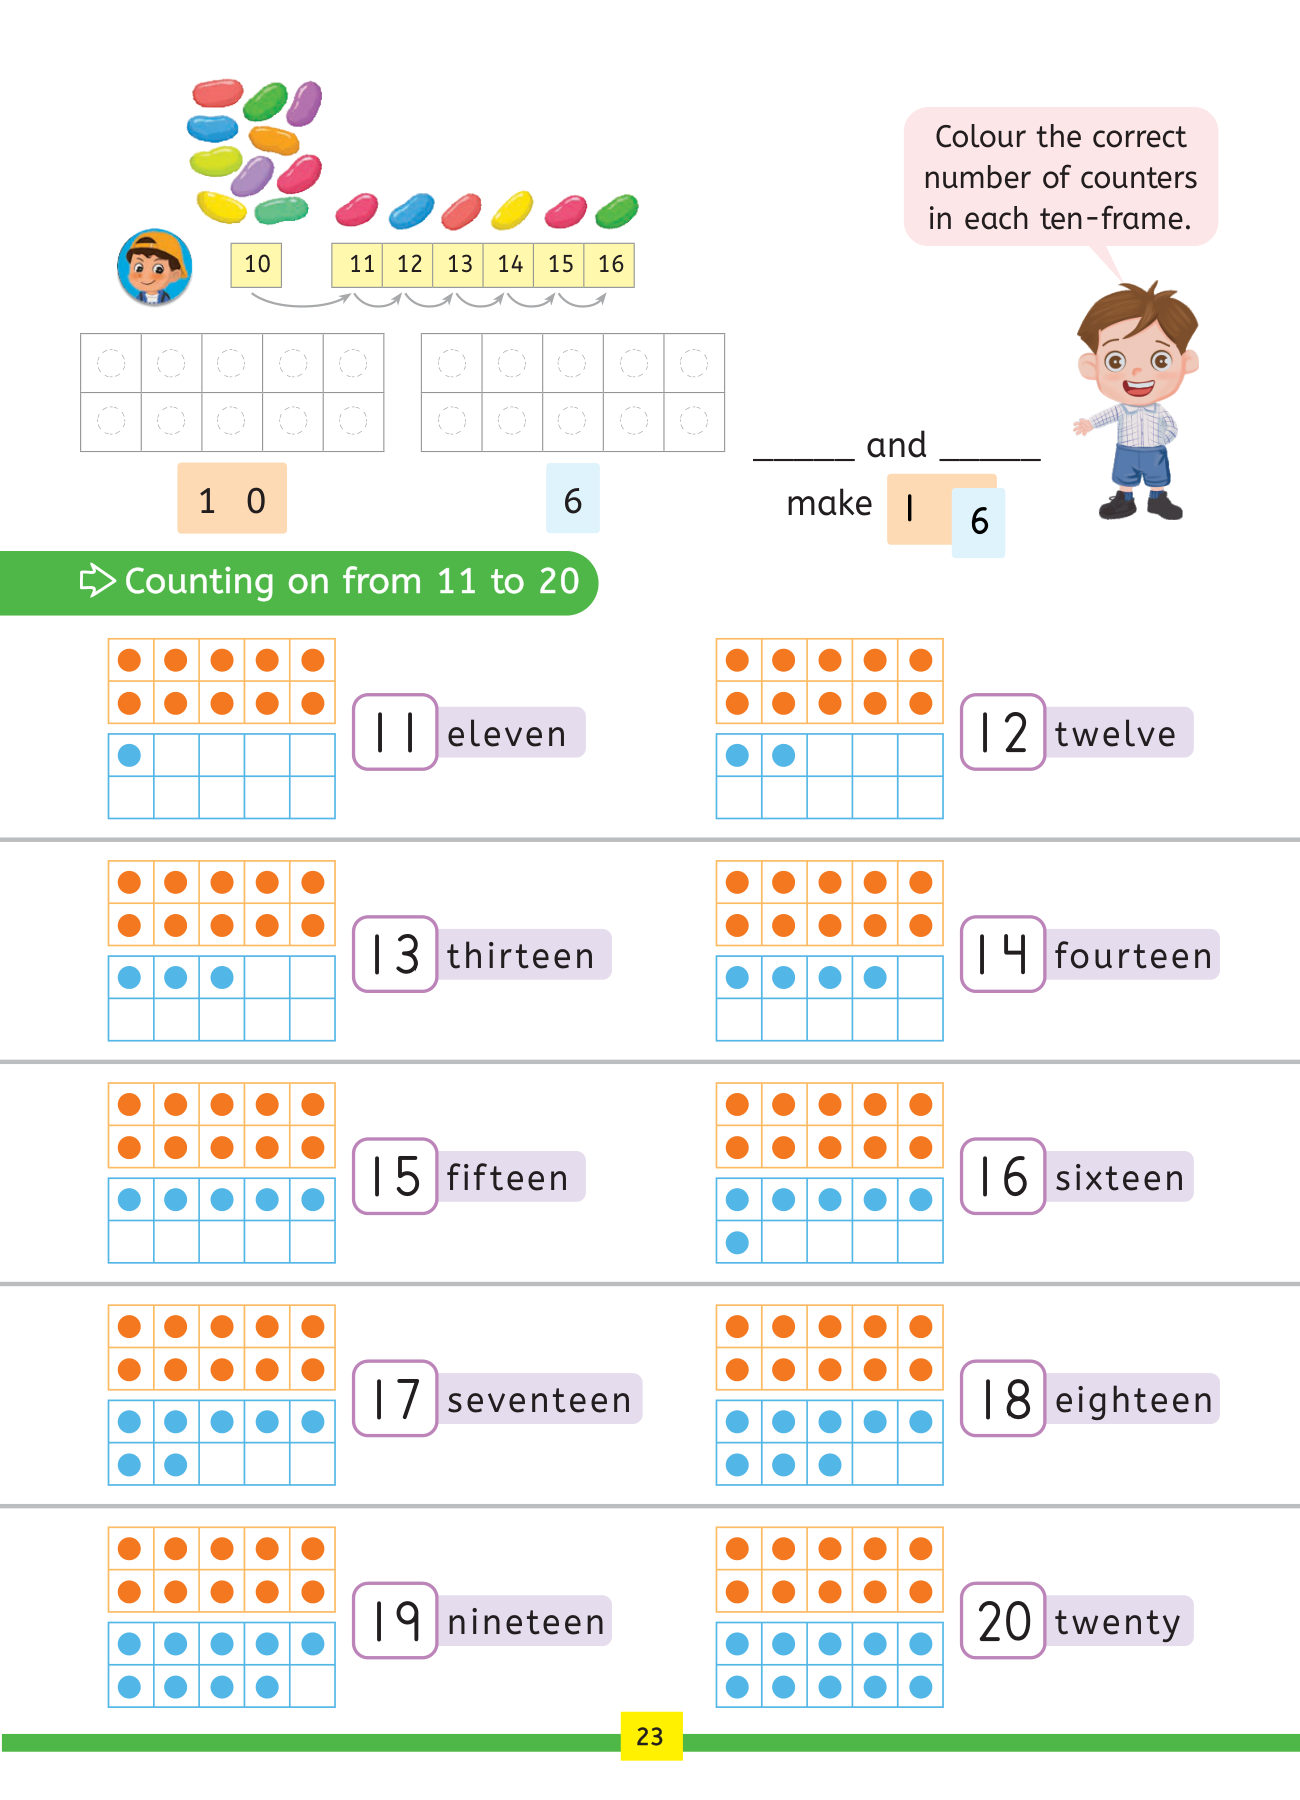 Colour the correct
number of counters
in each ten-frame.
10 11 12 13 14 15 16
_____ and _____
1 0 6 make 1 6
Counting on from 11 to 20
11 eleven
12 twelve
13 thirteen
14 fourteen
15 fifteen
16 sixteen
17 seventeen
18 eighteen
19 nineteen
20 twenty
23